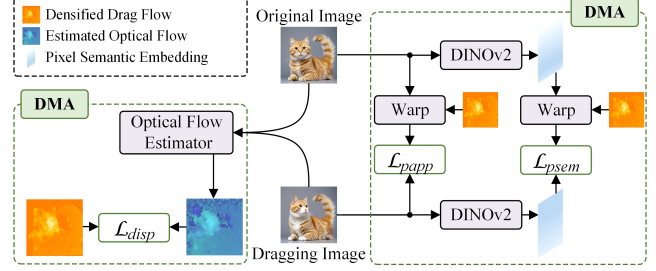 Densified Drag Flow
Estimated Optical Flow
Pixel Semantic Embedding
DMA
Optical Flow
Estimator
ℒdisp
Original Image
Dragging Image
DMA
DINOv2
Warp
Warp
ℒpapp
ℒpsem
DINOv2